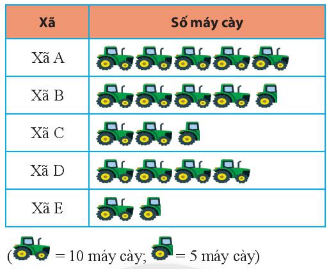 Xã Số máy cày
Xã A
Xã B
Xã C
Xã D
Xã E
( = 10 máy cày; = 5 máy cày)